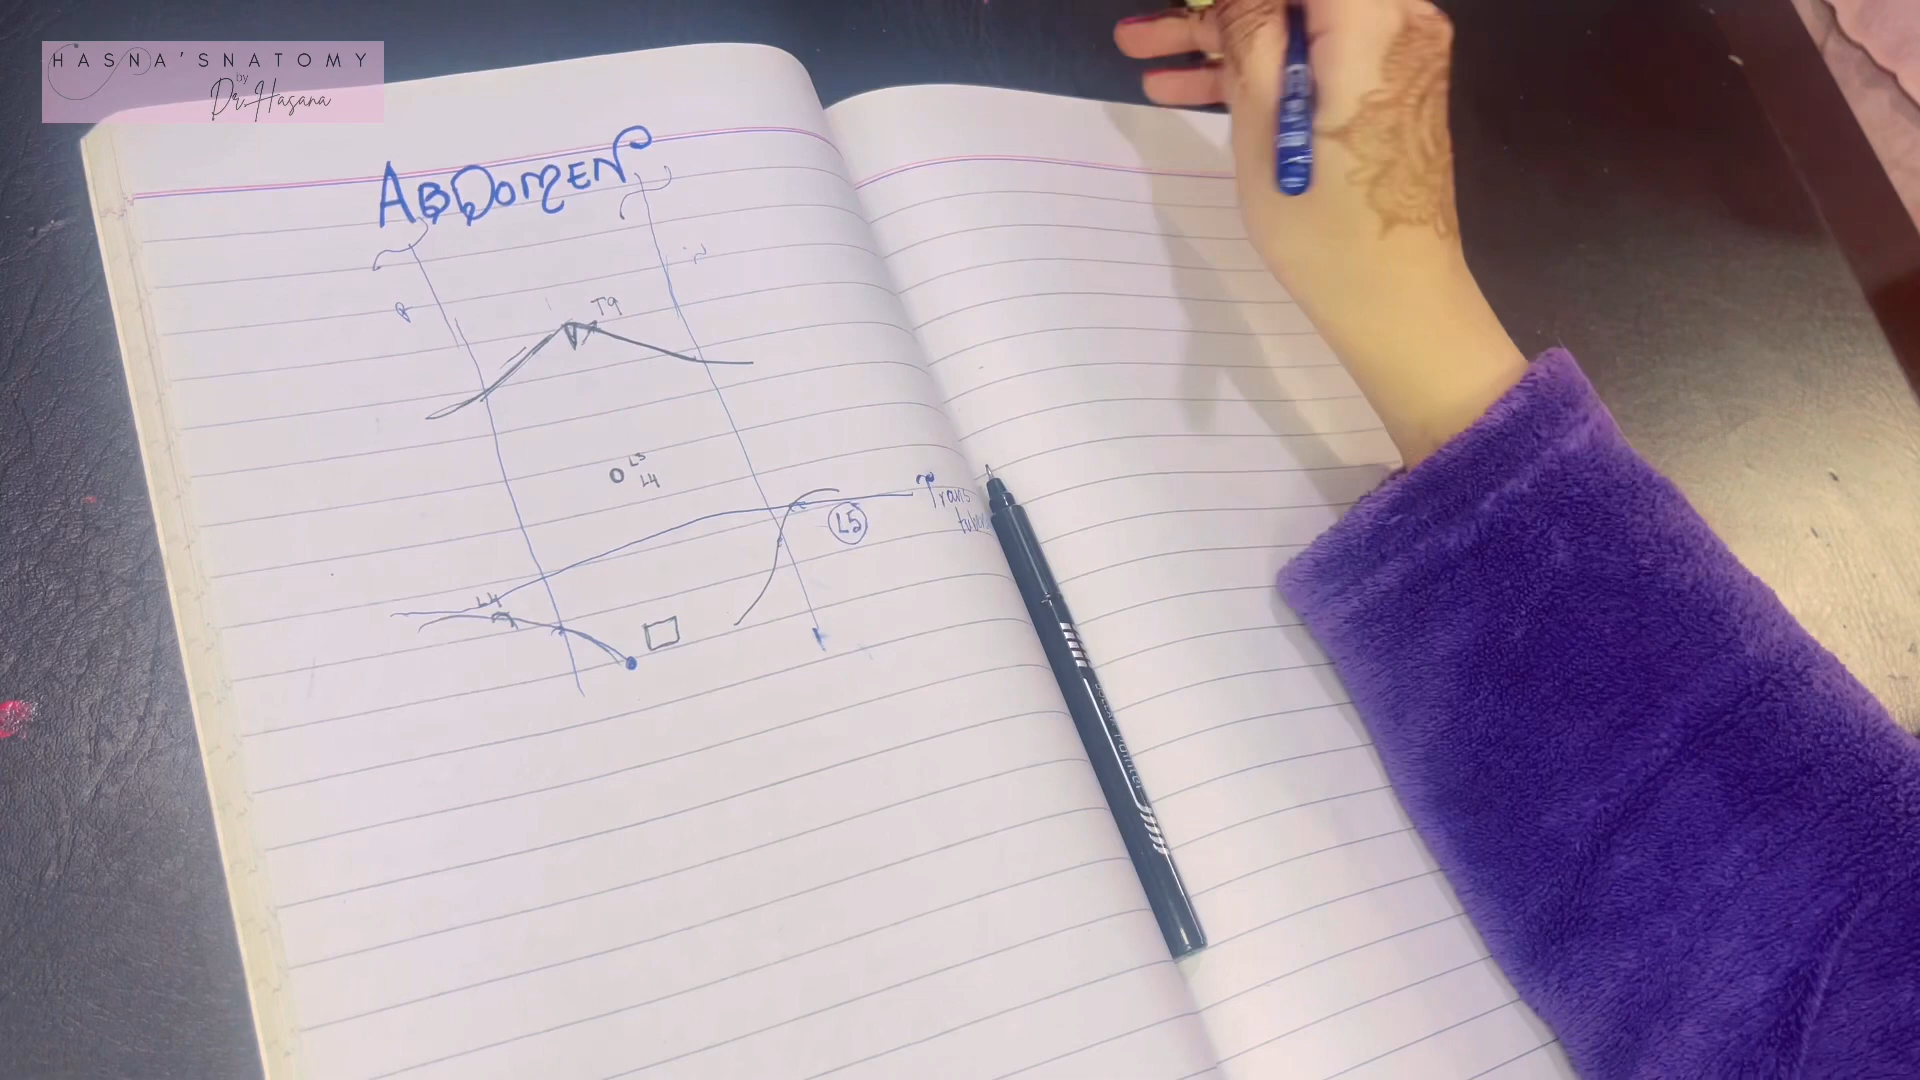 HASNA'SNATOMY
by
Dr.Hasana
ABDOMEN
R
T9
L3
L4
Trans
L5
L4